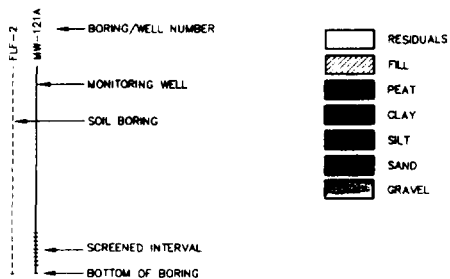 FLF-2
MW-121A
BORING/WELL NUMBER
MONITORING WELL
SOIL BORING
SCREENED INTERVAL
BOTTOM OF BORING
RESIDUALS
FILL
PEAT
CLAY
SILT
SAND
GRAVEL